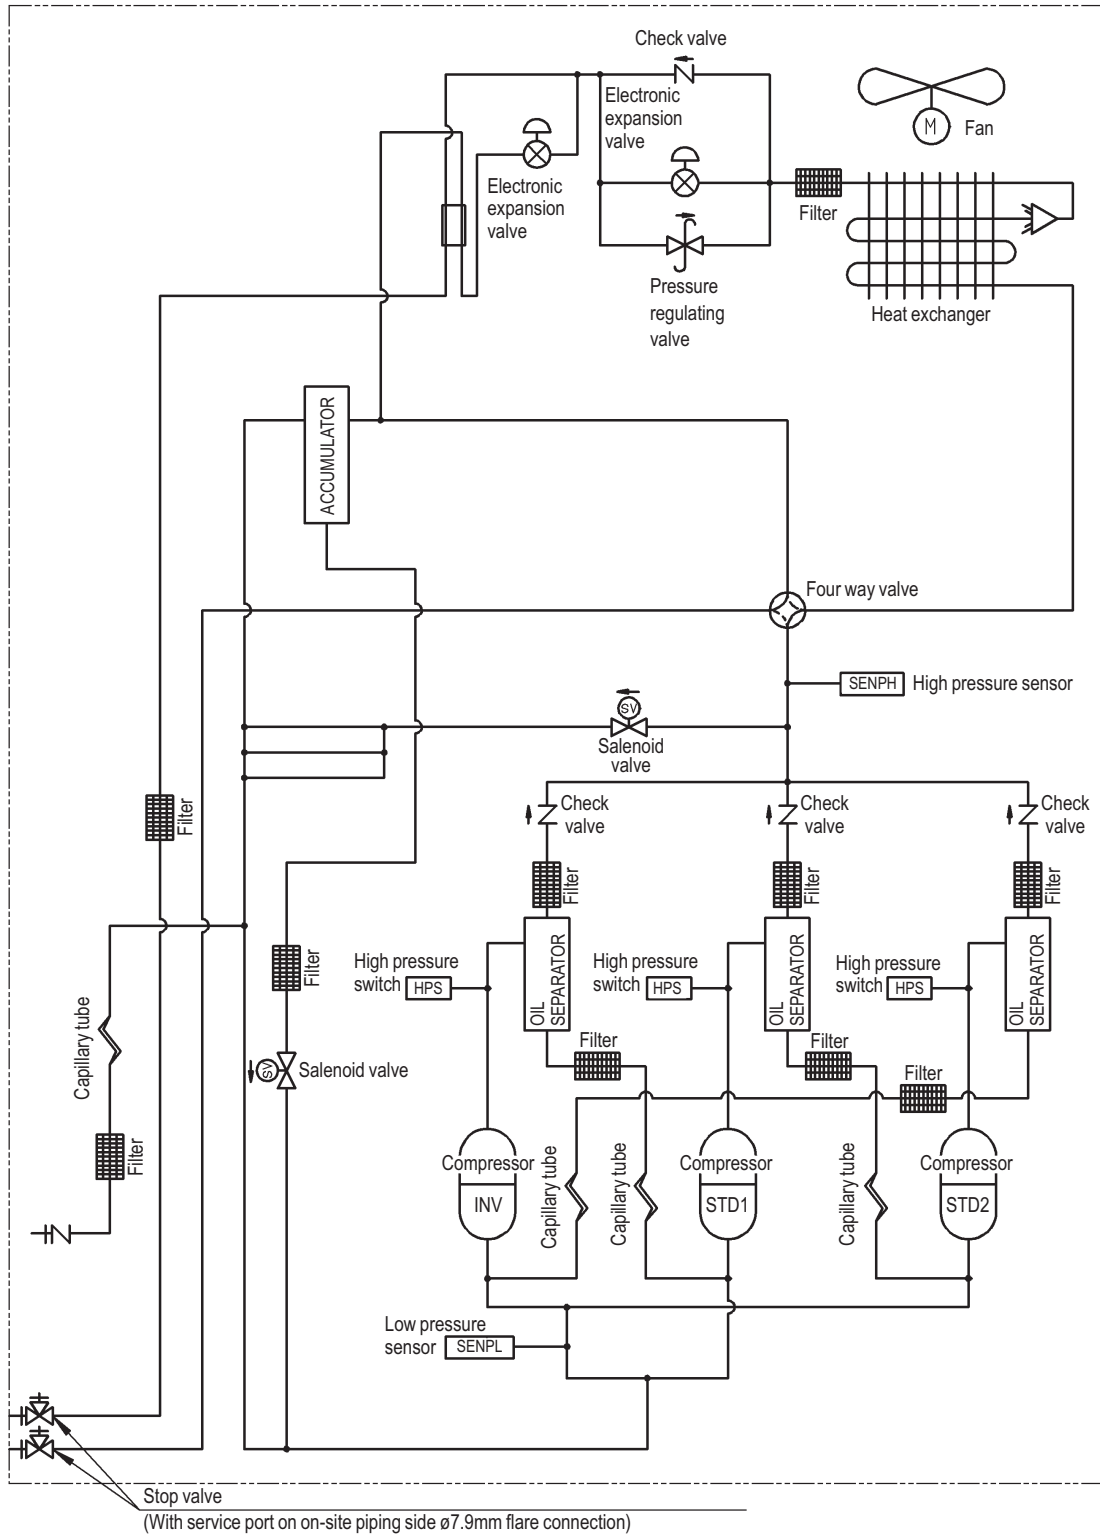 Check valve
Electronic
expansion
valve
M
Fan
Electronic
expansion
valve
Filter
Pressure
regulating
valve
Heat exchanger
ACCUMULATOR
Four way valve
SENPH
High pressure sensor
SV
Salenoid
valve
Filter
Check
valve
Check
valve
Check
valve
Filter
Filter
Filter
High pressure
switch
HPS
OIL
SEPARATOR
High pressure
switch
HPS
OIL
SEPARATOR
High pressure
switch
HPS
OIL
SEPARATOR
Filter
Capillary tube
Filter
Filter
Filter
SV
Salenoid valve
Filter
Compressor
INV
Capillary tube
Capillary tube
Compressor
STD1
Capillary tube
Compressor
STD2
Low pressure
sensor
SENPL
Stop valve
(With service port on on-site piping side ø7.9mm flare connection)